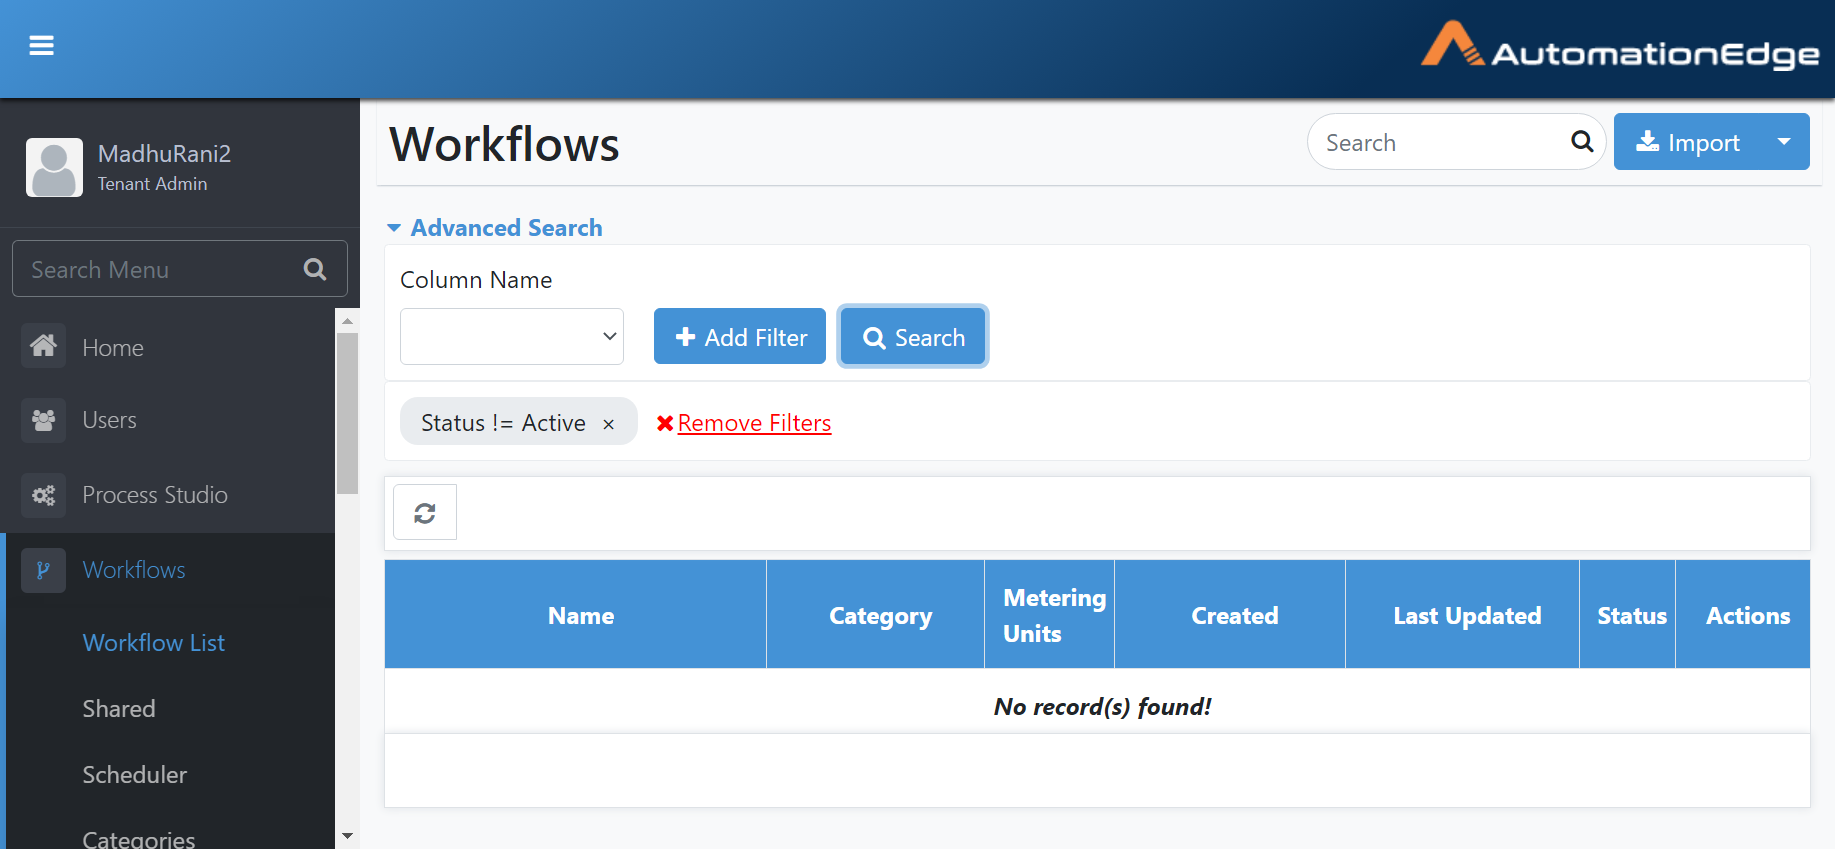 AutomationEdge
MadhuRani2
Tenant Admin
Search Menu
Home
Users
Process Studio
Workflows
Workflow List
Shared
Scheduler
Categories
Workflows
Search
Import
Advanced Search
Column Name
Add Filter
Search
Status != Active ×
Remove Filters
Name
Category
Metering
Units
Created
Last Updated
Status
Actions
No record(s) found!